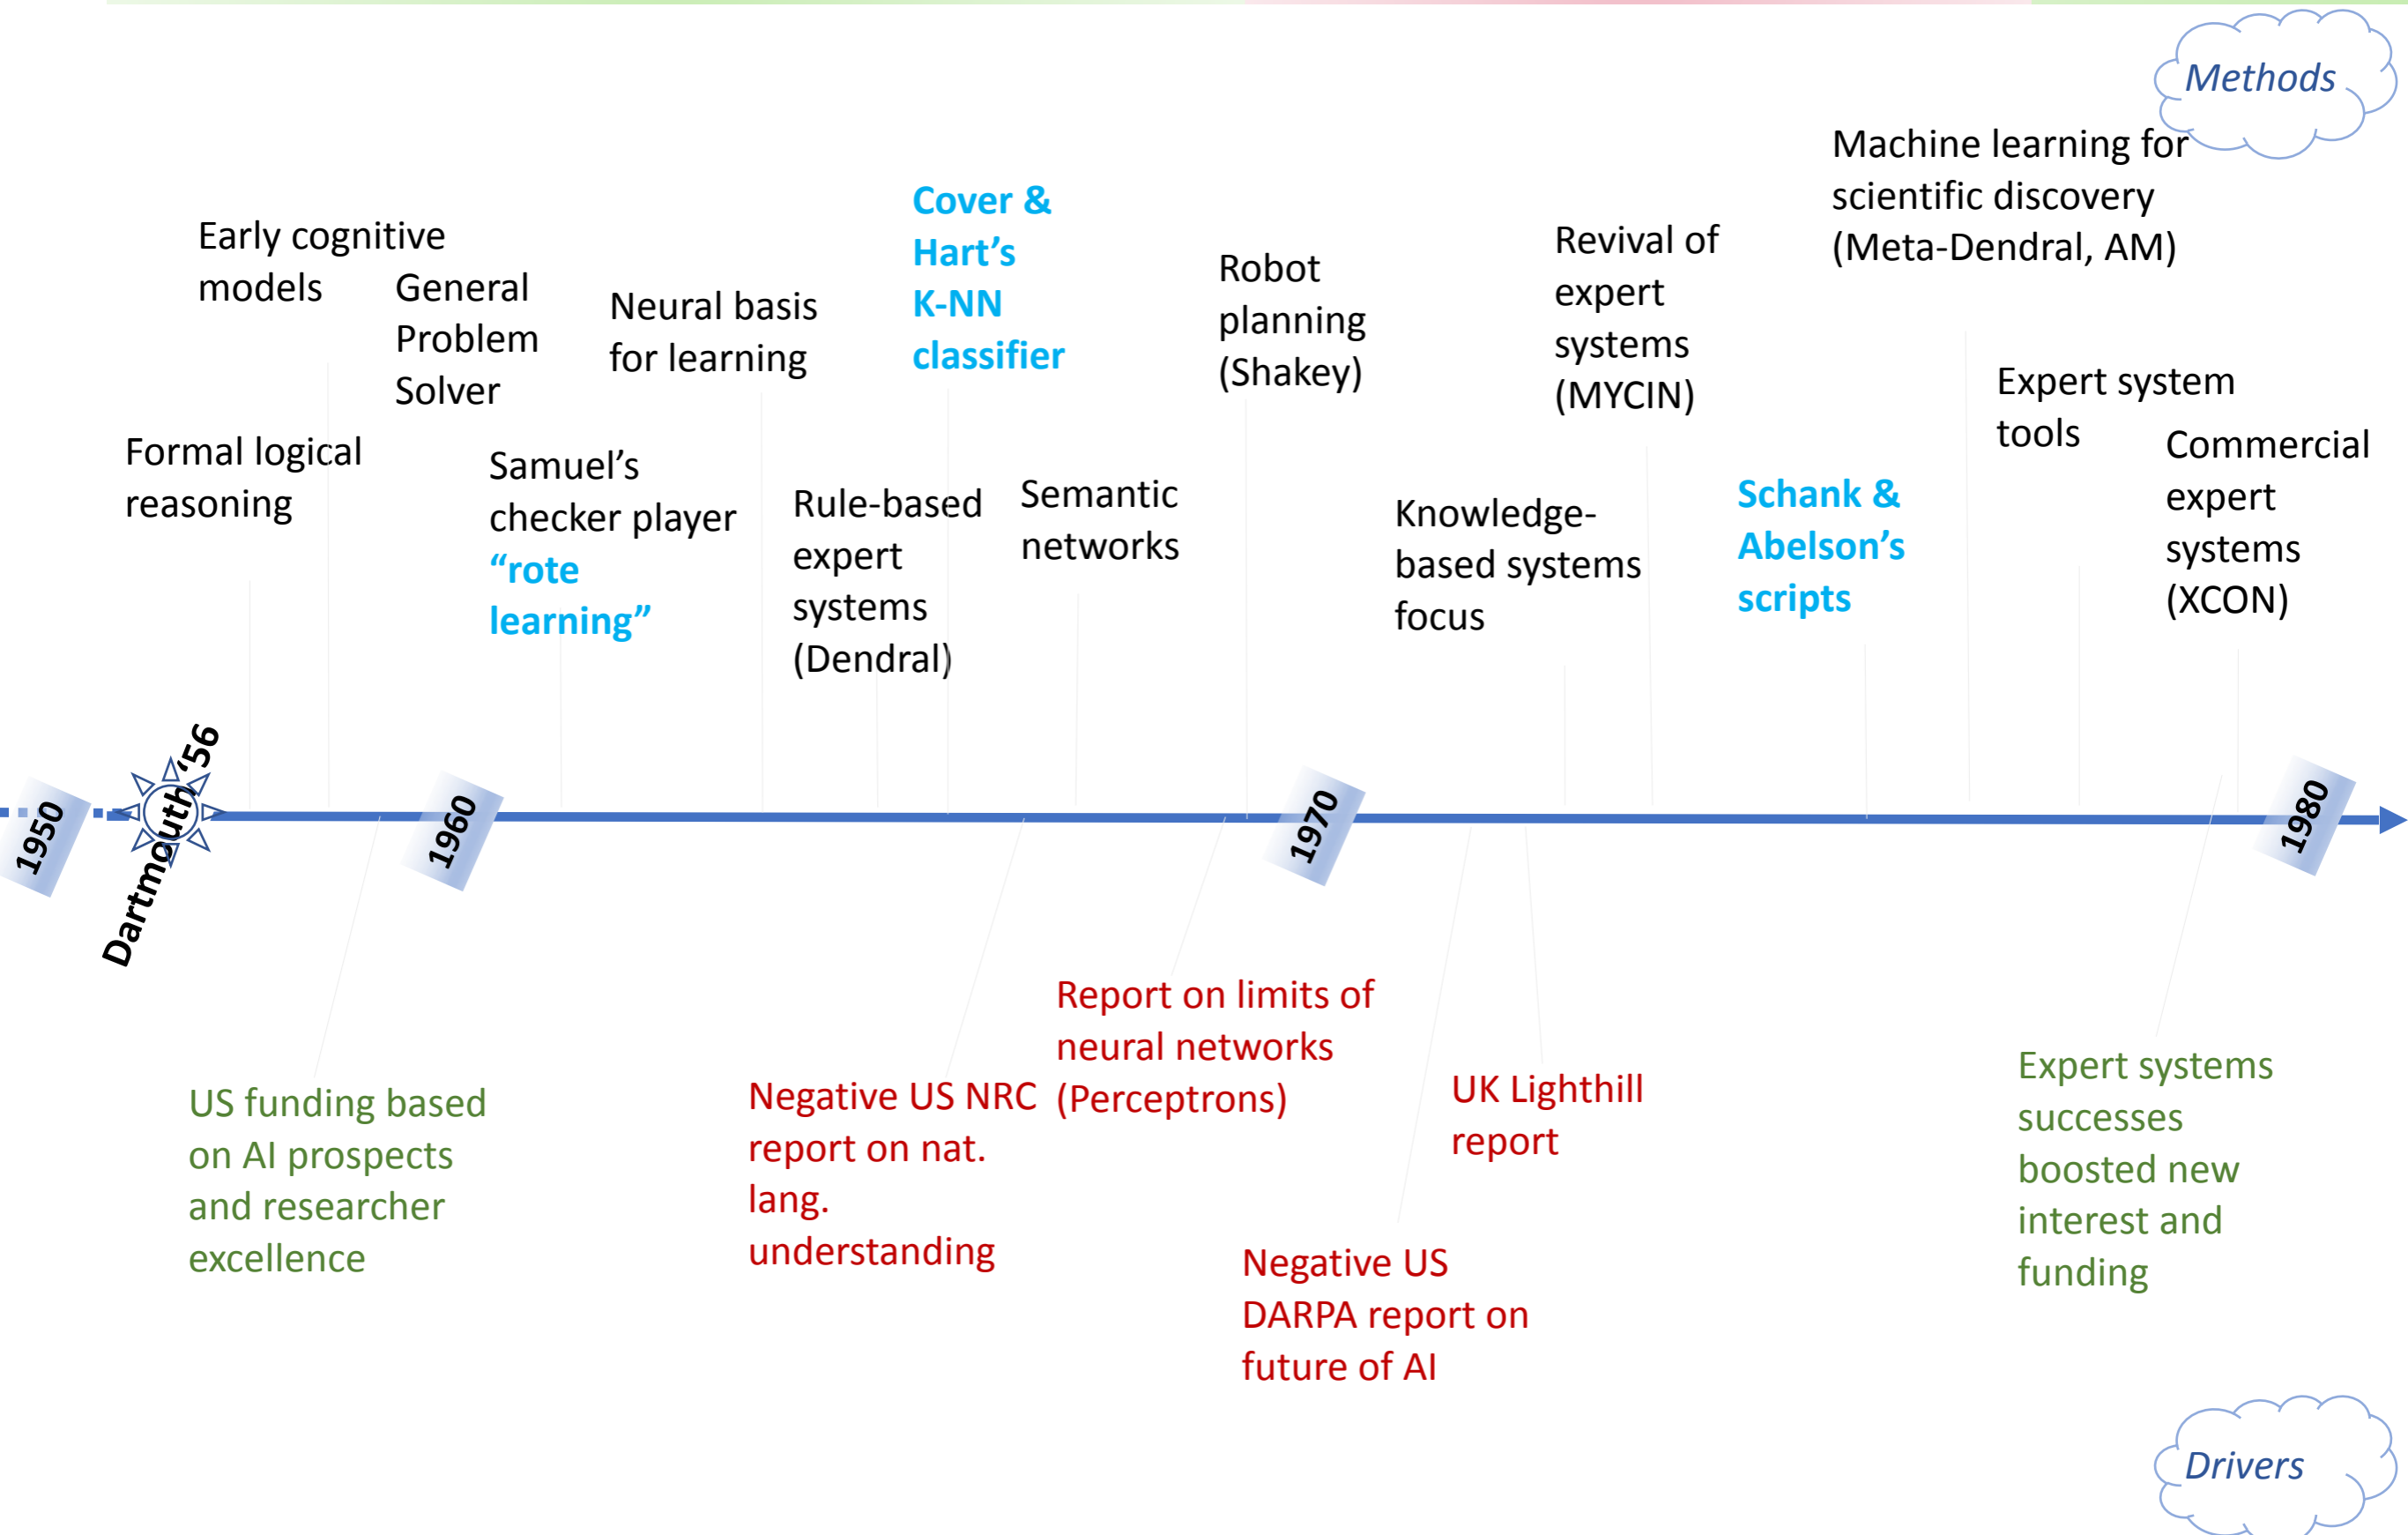 Methods
Machine learning for
scientific discovery
(Meta-Dendral, AM)
Cover &
Hart’s
K-NN
classifier
Early cognitive
models
General
Problem
Solver
Neural basis
for learning
Robot
planning
(Shakey)
Revival of
expert
systems
(MYCIN)
Expert system
tools
Commercial
expert
systems
(XCON)
Formal logical
reasoning
Samuel’s
checker player
“rote
learning”
Rule-based
expert
systems
(Dendral)
Semantic
networks
Knowledge-
based systems
focus
Schank &
Abelson’s
scripts
1950
Dartmouth ‘56
1960
1970
1980
US funding based
on AI prospects
and researcher
excellence
Negative US NRC
report on nat.
lang.
understanding
Report on limits of
neural networks
(Perceptrons)
Negative US
DARPA report on
future of AI
UK Lighthill
report
Expert systems
successes
boosted new
interest and
funding
Drivers